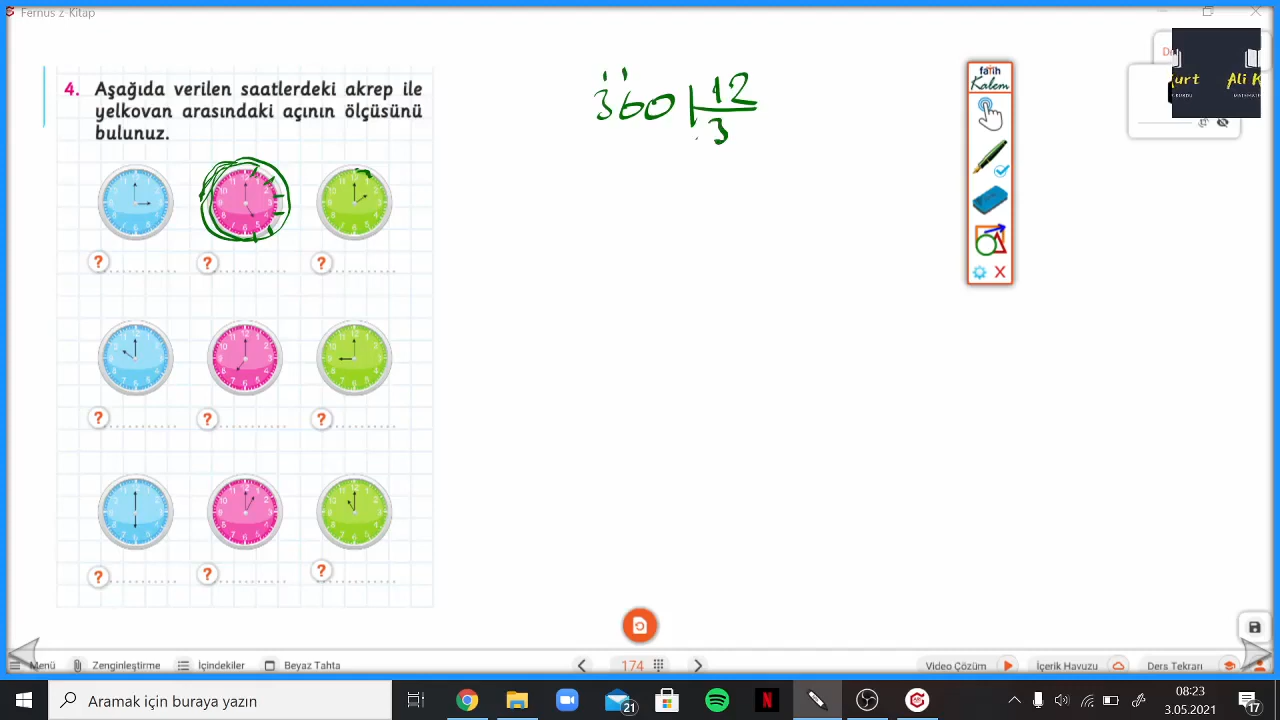 Fernus z-Kitap
4. Aşağıda verilen saatlerdeki akrep ile
yelkovan arasındaki açının ölçüsünü
bulunuz.
360 12
3
fatih
Kalem
? ? ?
? ? ?
? ? ?
Menü Zenginleştirme İçindekiler Beyaz Tahta 174 Video Çözüm İçerik Havuzu Ders Tekrarı
Aramak için buraya yazın
21
08:23
3.05.2021
17